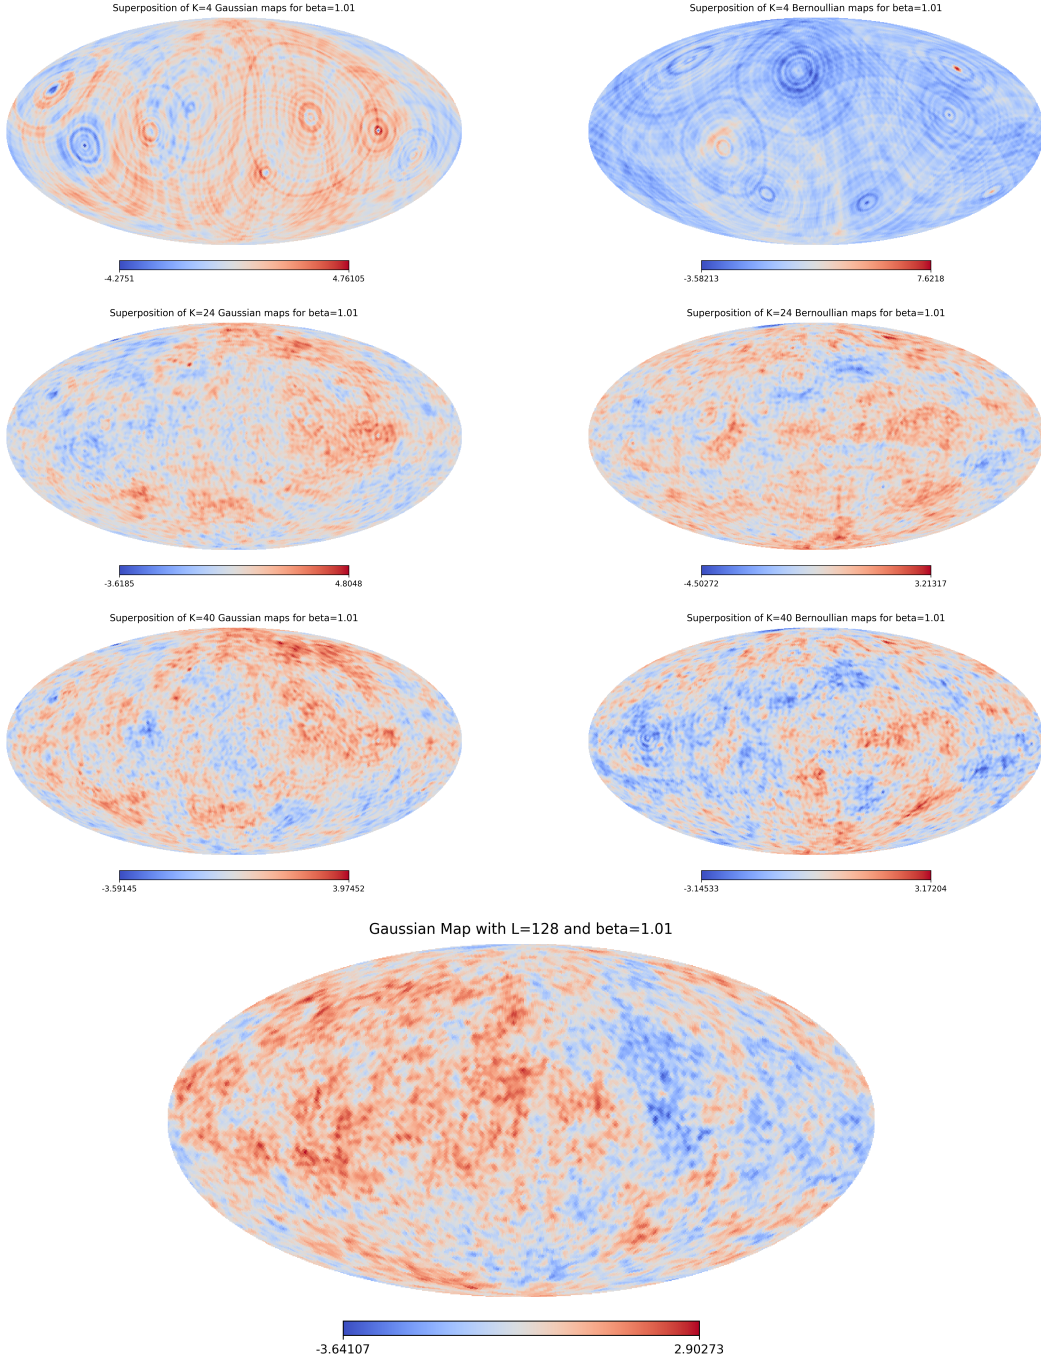 Superposition of K=4 Gaussian maps for beta=1.01
Superposition of K=4 Bernoullian maps for beta=1.01
-4.2751 4.76105
-3.58213 7.6218
Superposition of K=24 Gaussian maps for beta=1.01
Superposition of K=24 Bernoullian maps for beta=1.01
-3.6185 4.8048
-4.50272 3.21317
Superposition of K=40 Gaussian maps for beta=1.01
Superposition of K=40 Bernoullian maps for beta=1.01
-3.59145 3.97452
-3.14533 3.17204
Gaussian Map with L=128 and beta=1.01
-3.64107 2.90273